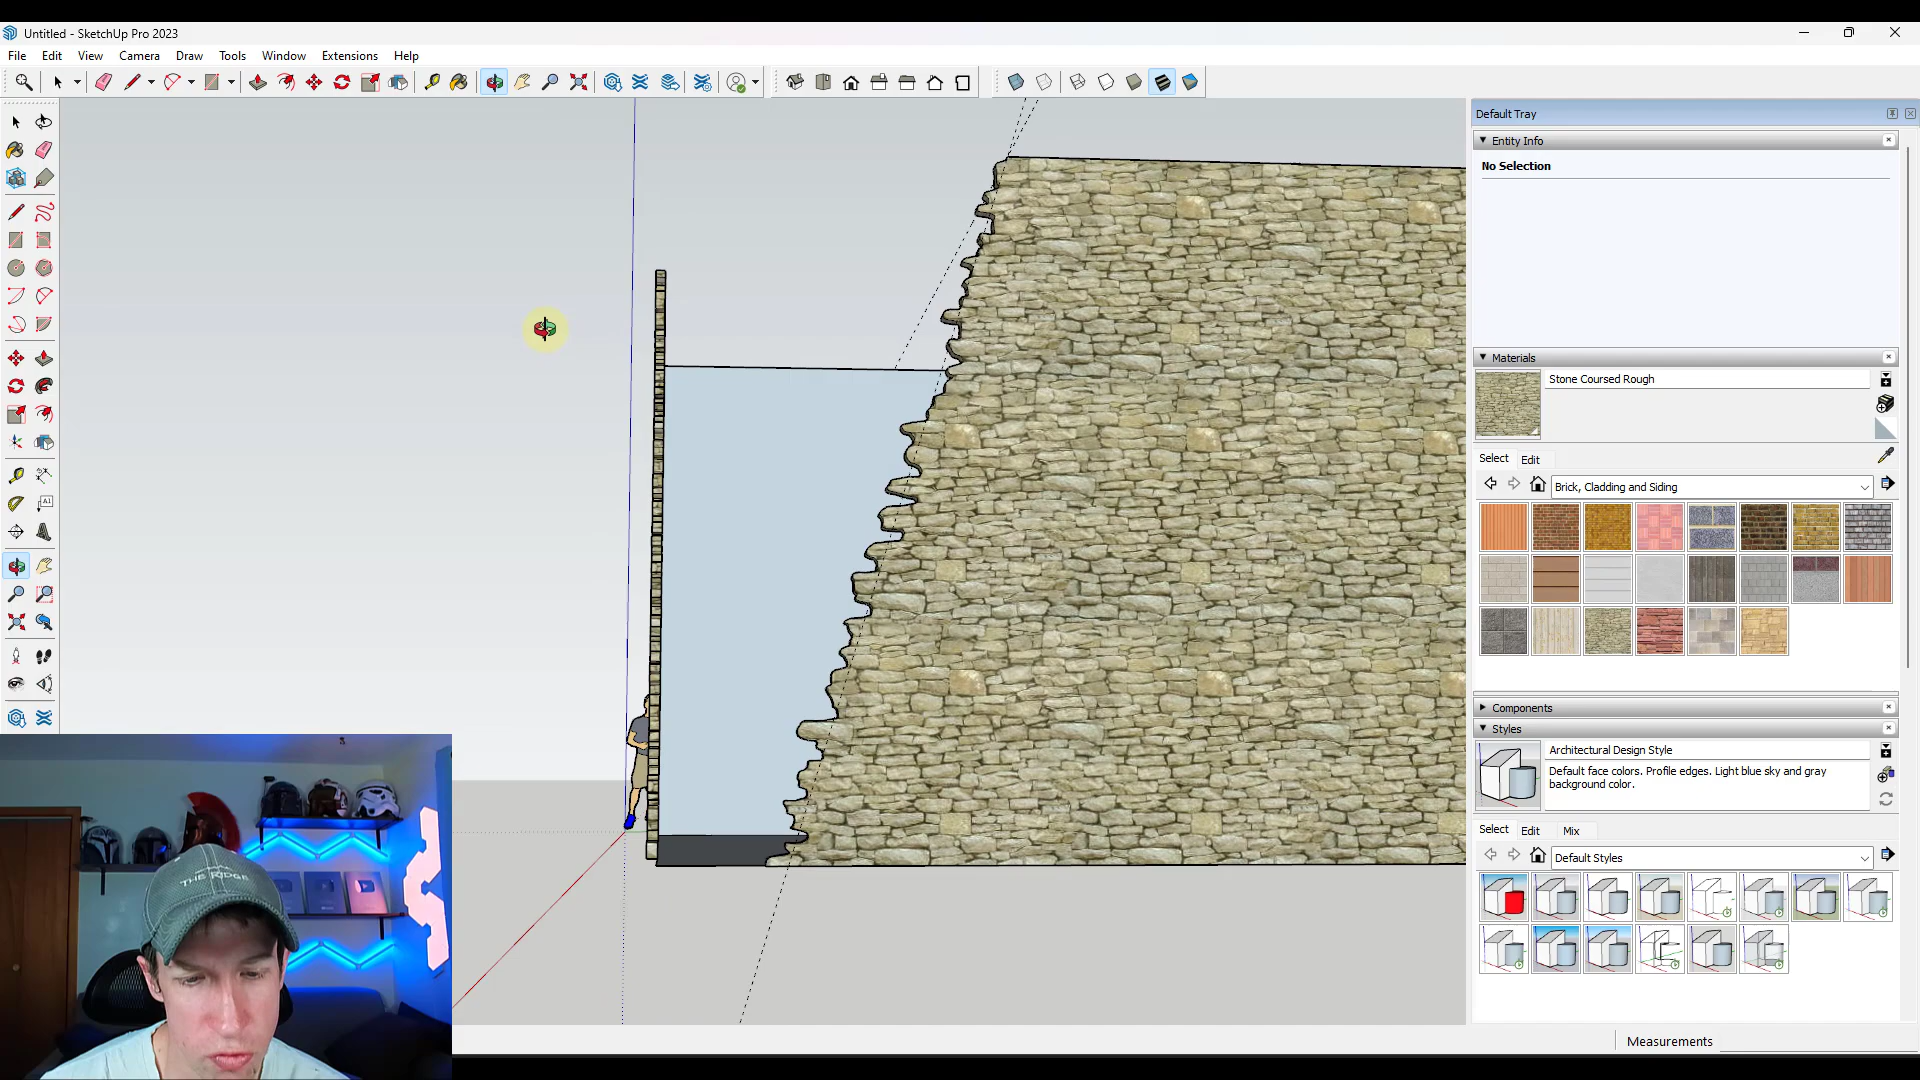 Untitled - SketchUp Pro 2023
File Edit View Camera Draw Tools Window Extensions Help
Default Tray
Entity Info
No Selection
Materials
Stone Coursed Rough
Select Edit
Brick, Cladding and Siding
Components
Styles
Architectural Design Style
Default face colors. Profile edges. Light blue sky and gray
background color.
Select Edit Mix
Default Styles
THE RIDGE
Measurements